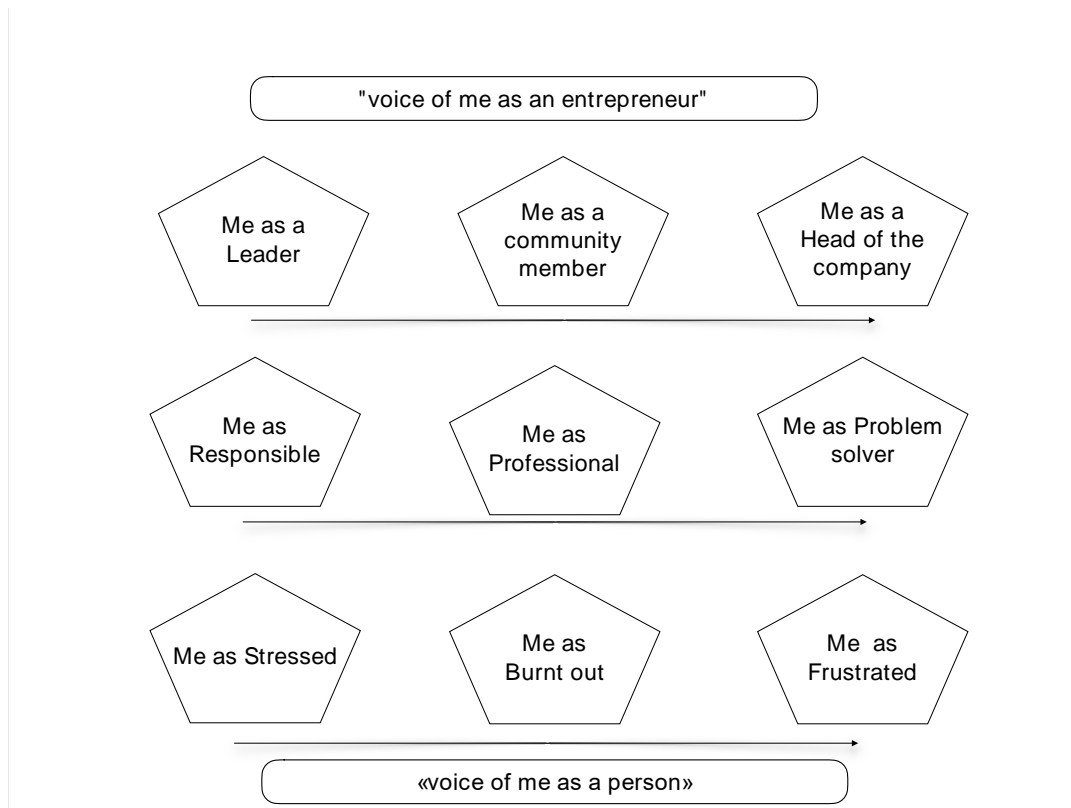 "voice of me as an entrepreneur"
Me as a
Leader
Me as a
community
member
Me as a
Head of the
company
Me as
Responsible
Me as
Professional
Me as Problem
solver
Me as Stressed
Me as
Burnt out
Me  as
Frustrated
«voice of me as a person»